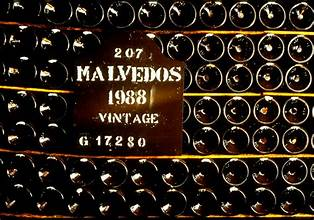 207
MALVEDOS
1988
VINTAGE
G 17280